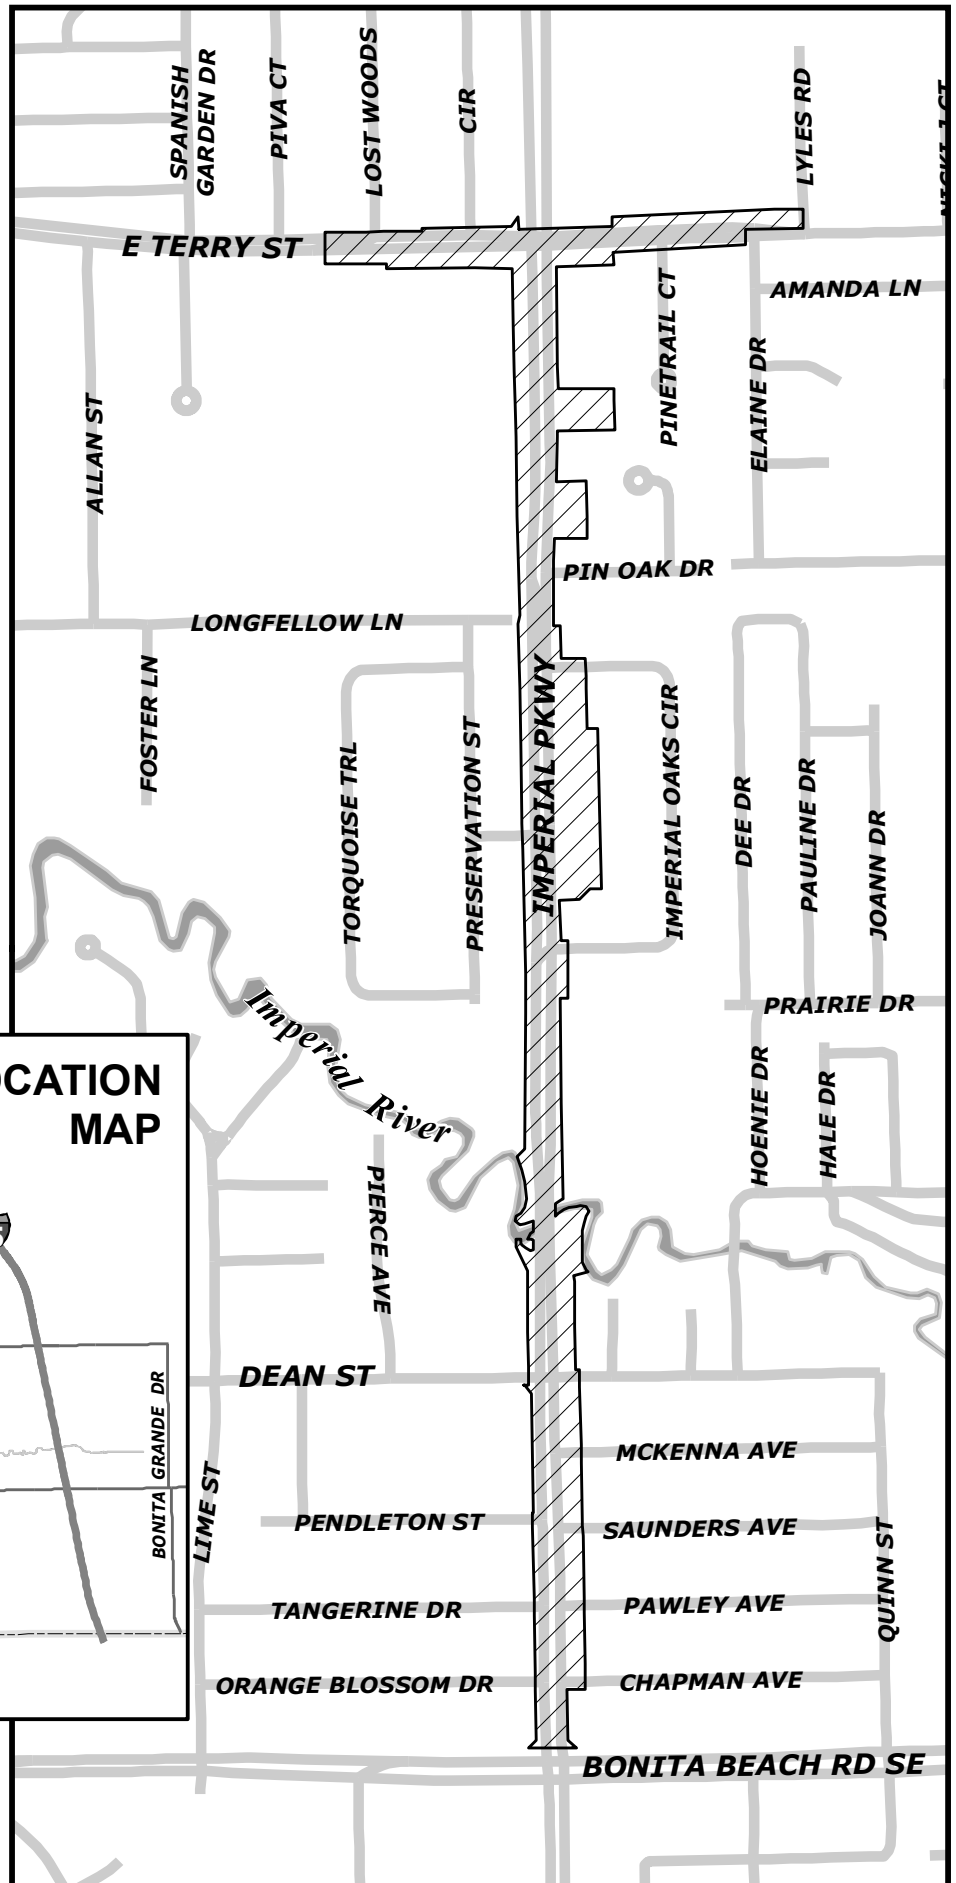 SPANISH
GARDEN DR
PIVA CT
LOST WOODS
CIR
LYLES RD
E TERRY ST
AMANDA LN
PINETRAIL CT
ELAINE DR
ALLAN ST
PIN OAK DR
LONGFELLOW LN
FOSTER LN
IMPERIAL PKWY
IMPERIAL OAKS CIR
TORQUOISE TRL
PRESERVATION ST
DEE DR
PAULINE DR
JOANN DR
PRAIRIE DR
Imperial River
OCATION
MAP
HOENIE DR
HALE DR
PIERCE AVE
DEAN ST
BONITA GRANDE DR
LIME ST
MCKENNA AVE
PENDLETON ST
SAUNDERS AVE
QUINN ST
TANGERINE DR
PAWLEY AVE
ORANGE BLOSSOM DR
CHAPMAN AVE
BONITA BEACH RD SE